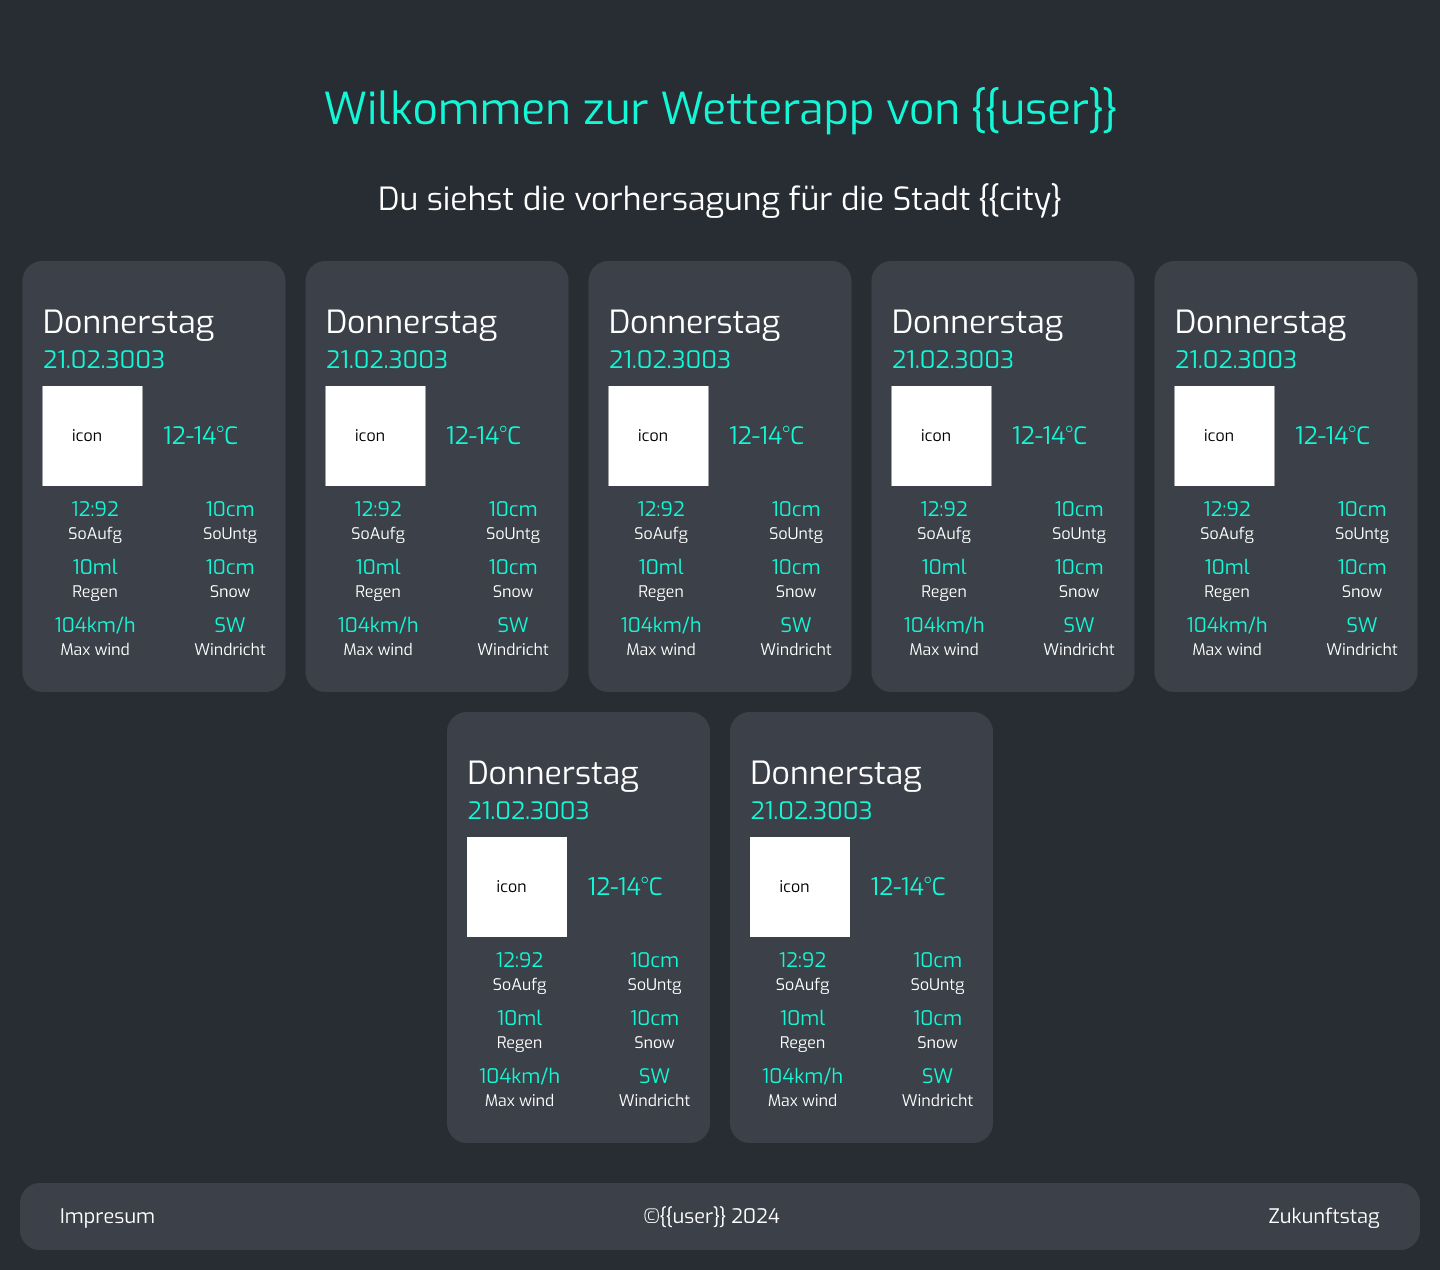 Wilkommen zur Wetterapp von {{user}}
Du siehst die vorhersagung für die Stadt {{city}
Donnerstag Donnerstag Donnerstag Donnerstag Donnerstag
21.02.3003 21.02.3003 21.02.3003 21.02.3003 21.02.3003
icon 12-14°C icon 12-14°C icon 12-14°C icon 12-14°C icon 12-14°C
12:92 10cm 12:92 10cm 12:92 10cm 12:92 10cm 12:92 10cm
SoAufg SoUntg SoAufg SoUntg SoAufg SoUntg SoAufg SoUntg SoAufg SoUntg
10ml 10cm 10ml 10cm 10ml 10cm 10ml 10cm 10ml 10cm
Regen Snow Regen Snow Regen Snow Regen Snow Regen Snow
104km/h SW 104km/h SW 104km/h SW 104km/h SW 104km/h SW
Max wind Windricht Max wind Windricht Max wind Windricht Max wind Windricht Max wind Windricht
Donnerstag Donnerstag
21.02.3003 21.02.3003
icon 12-14°C icon 12-14°C
12:92 10cm 12:92 10cm
SoAufg SoUntg SoAufg SoUntg
10ml 10cm 10ml 10cm
Regen Snow Regen Snow
104km/h SW 104km/h SW
Max wind Windricht Max wind Windricht
Impresum ©{{user}} 2024 Zukunftstag